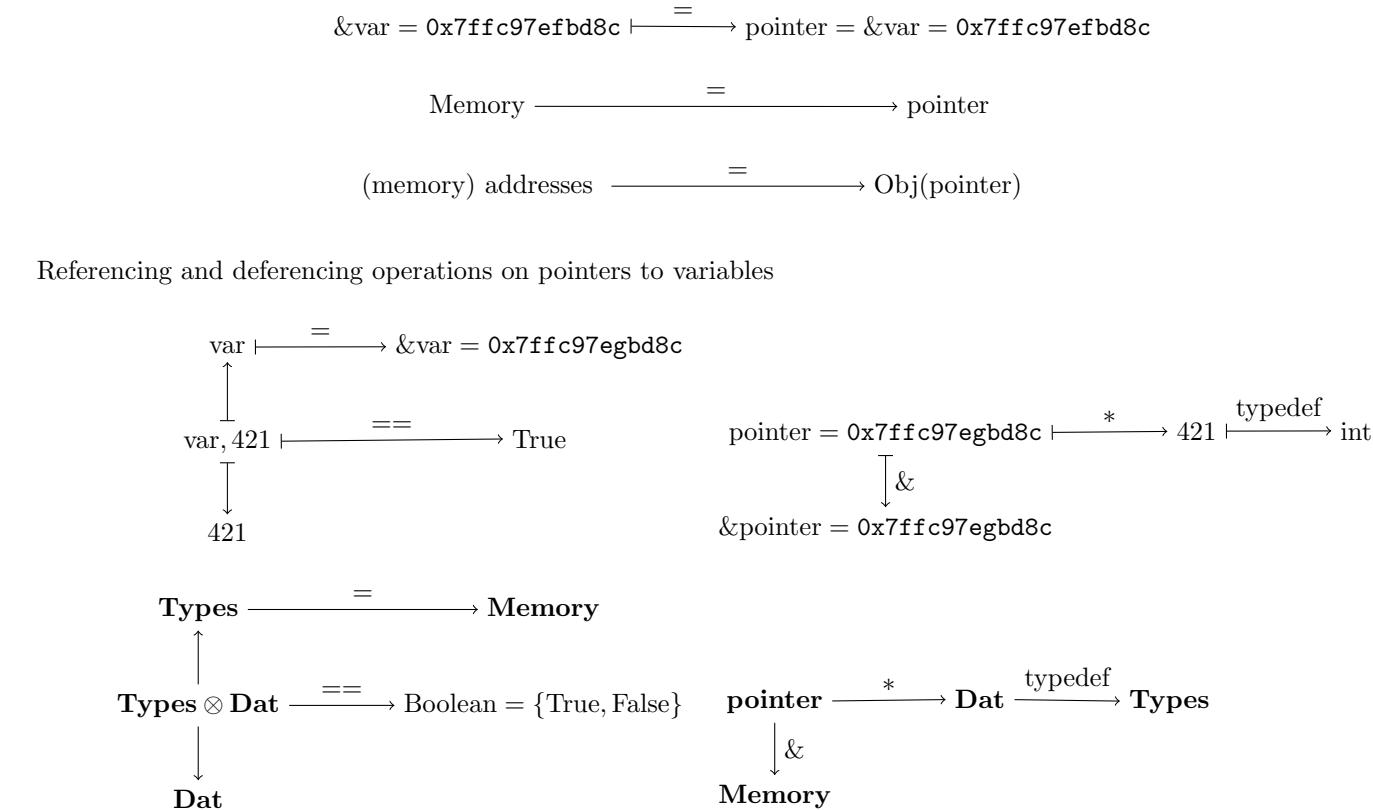 &var = 0x7ffc97efbd8c = pointer = &var = 0x7ffc97efbd8c
Memory = pointer
(memory) addresses = Obj(pointer)
Referencing and deferencing operations on pointers to variables
var = &var = 0x7ffc97egbd8c
var, 421 == True
421
pointer = 0x7ffc97egbd8c * 421 typedef int
&
&pointer = 0x7ffc97egbd8c
Types = Memory
Types ⊗ Dat == Boolean = {True, False}
Dat
pointer * Dat typedef Types
&
Memory